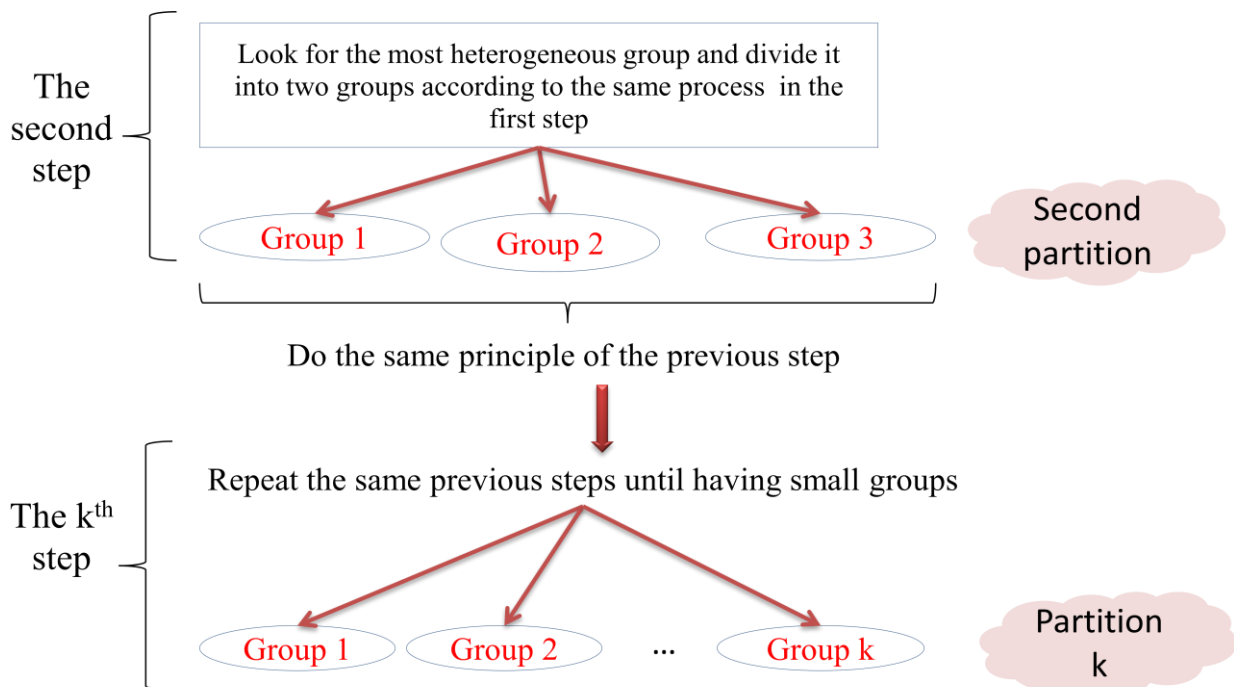 The
second
step
Look for the most heterogeneous group and divide it
into two groups according to the same process in the
first step
Group 1
Group 2
Group 3
Second
partition
Do the same principle of the previous step
The kth
step
Repeat the same previous steps until having small groups
Group 1
Group 2
...
Group k
Partition
k